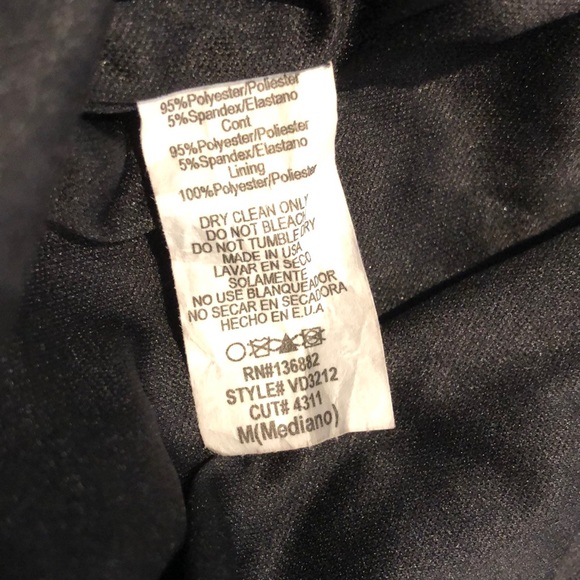 95%Polyester/Poliester
5%Spandex/Elastano
Cont
95%Polyester/Poliester
5%Spandex/Elastano
Lining
100%Polyester/Poliester
DRY CLEAN ONLY
DO NOT BLEACH
DO NOT TUMBLE DRY
MADE IN USA
LAVAR EN SECO
SOLAMENTE
NO USE BLANQUEADOR
NO SECAR EN SECADORA
HECHO EN E.U.A
RN#136882
STYLE# VD3212
CUT# 4311
M(Mediano)